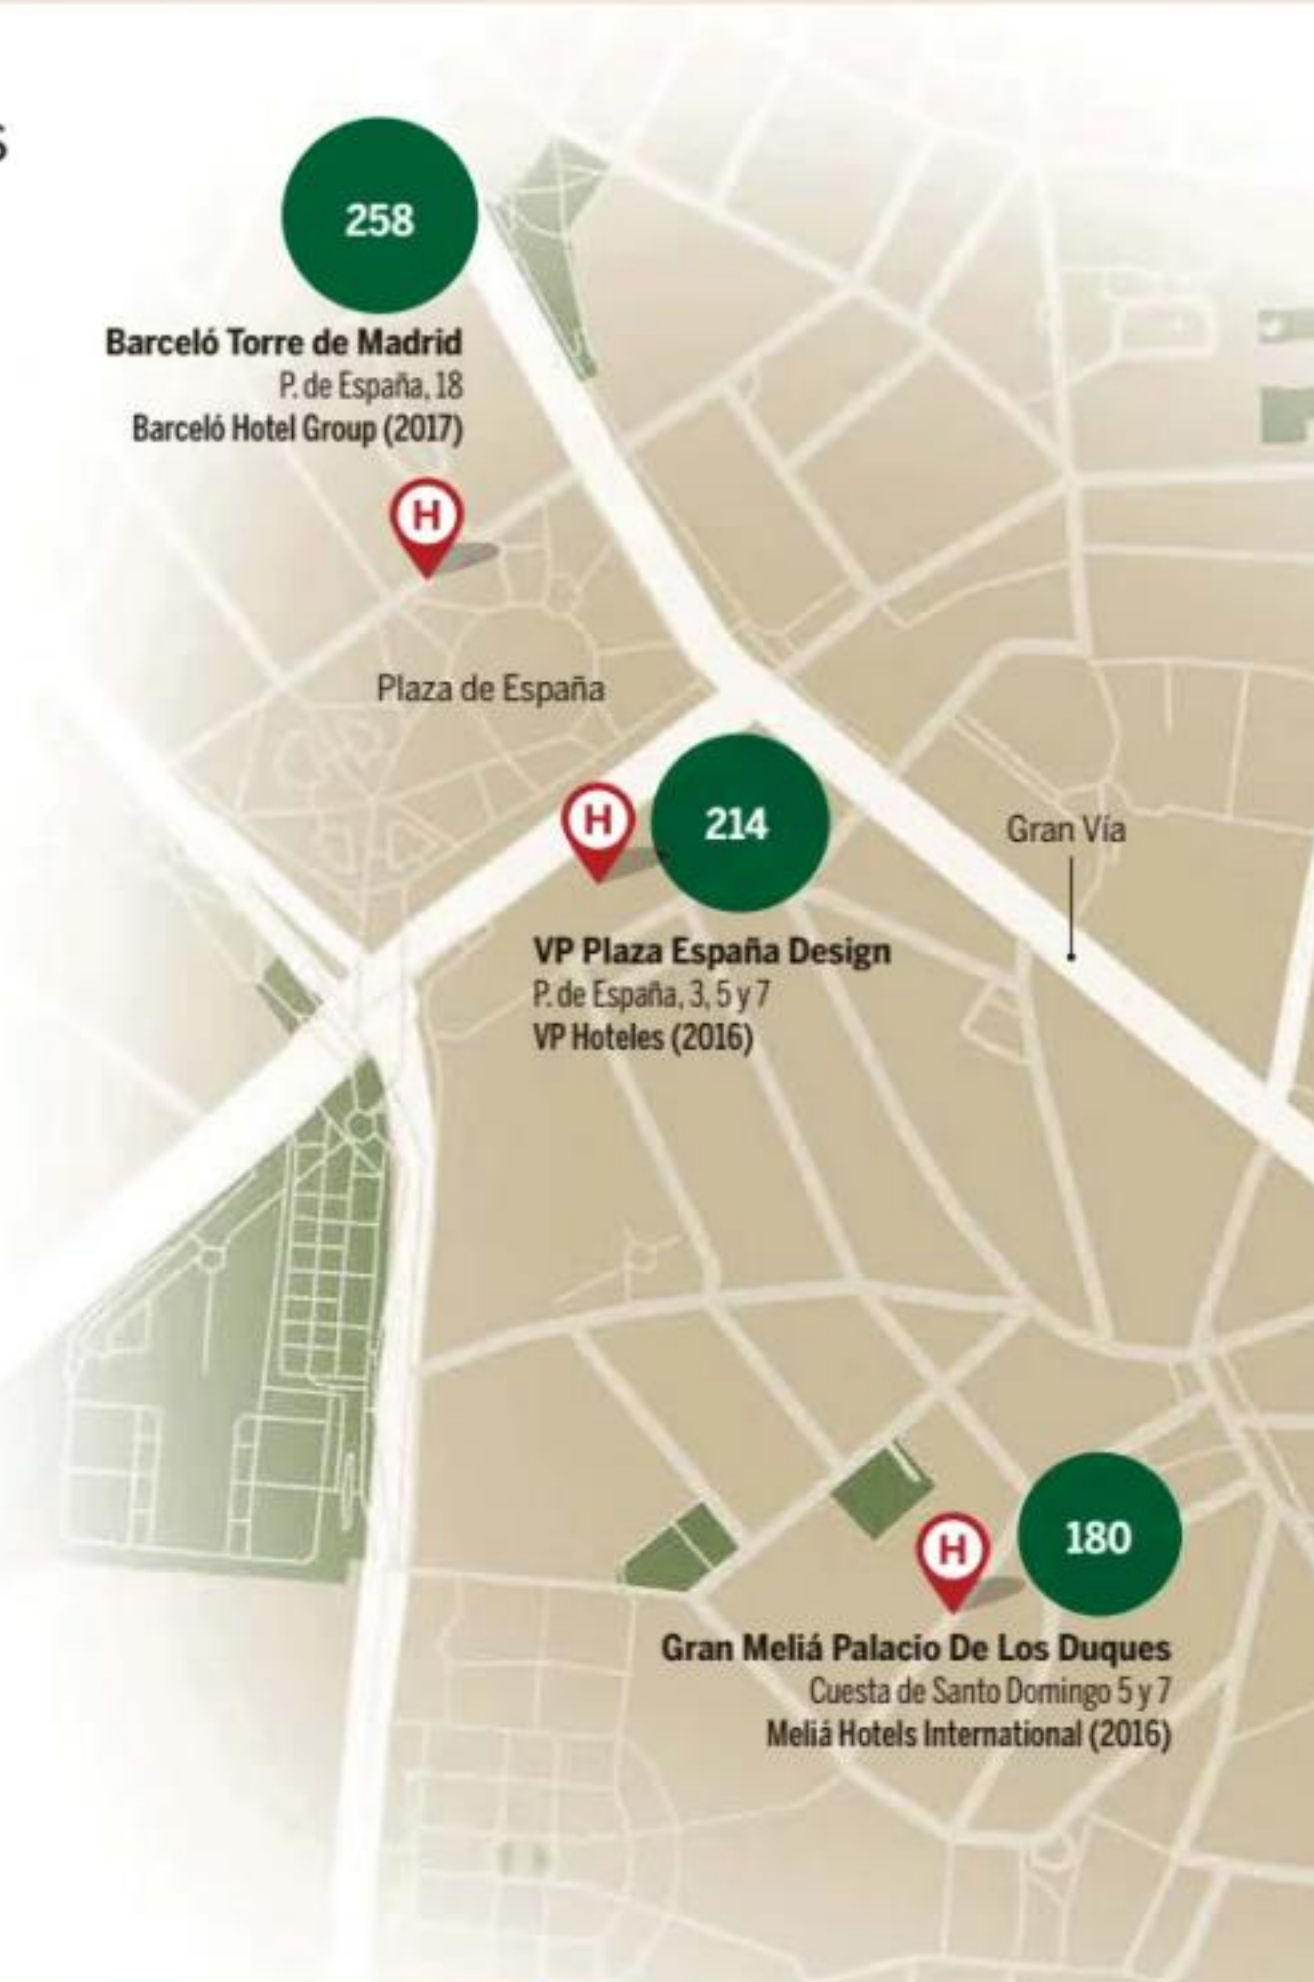 S
258
Barceló Torre de Madrid
P. de España, 18
Barceló Hotel Group (2017)
H
Plaza de España
H
214
Gran Vía
VP Plaza España Design
P. de España, 3, 5 y 7
VP Hoteles (2016)
H
180
Gran Meliá Palacio De Los Duques
Cuesta de Santo Domingo 5 y 7
Meliá Hotels International (2016)